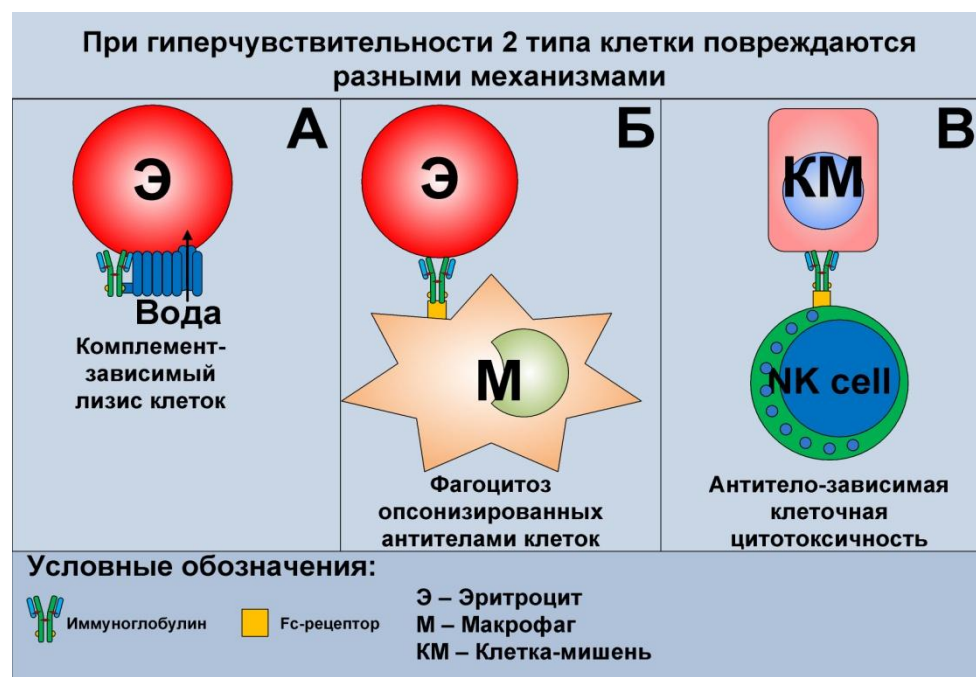 При гиперчувствительности 2 типа клетки повреждаются
разными механизмами
А
Э
Вода
Комплемент-
зависимый
лизис клеток
Б
Э
М
Фагоцитоз
опсонизированных
антителами клеток
В
КМ
NK cell
Антитело-зависимая
клеточная
цитотоксичность
Условные обозначения:
Иммуноглобулин
Fc-рецептор
Э – Эритроцит
М – Макрофаг
КМ – Клетка-мишень